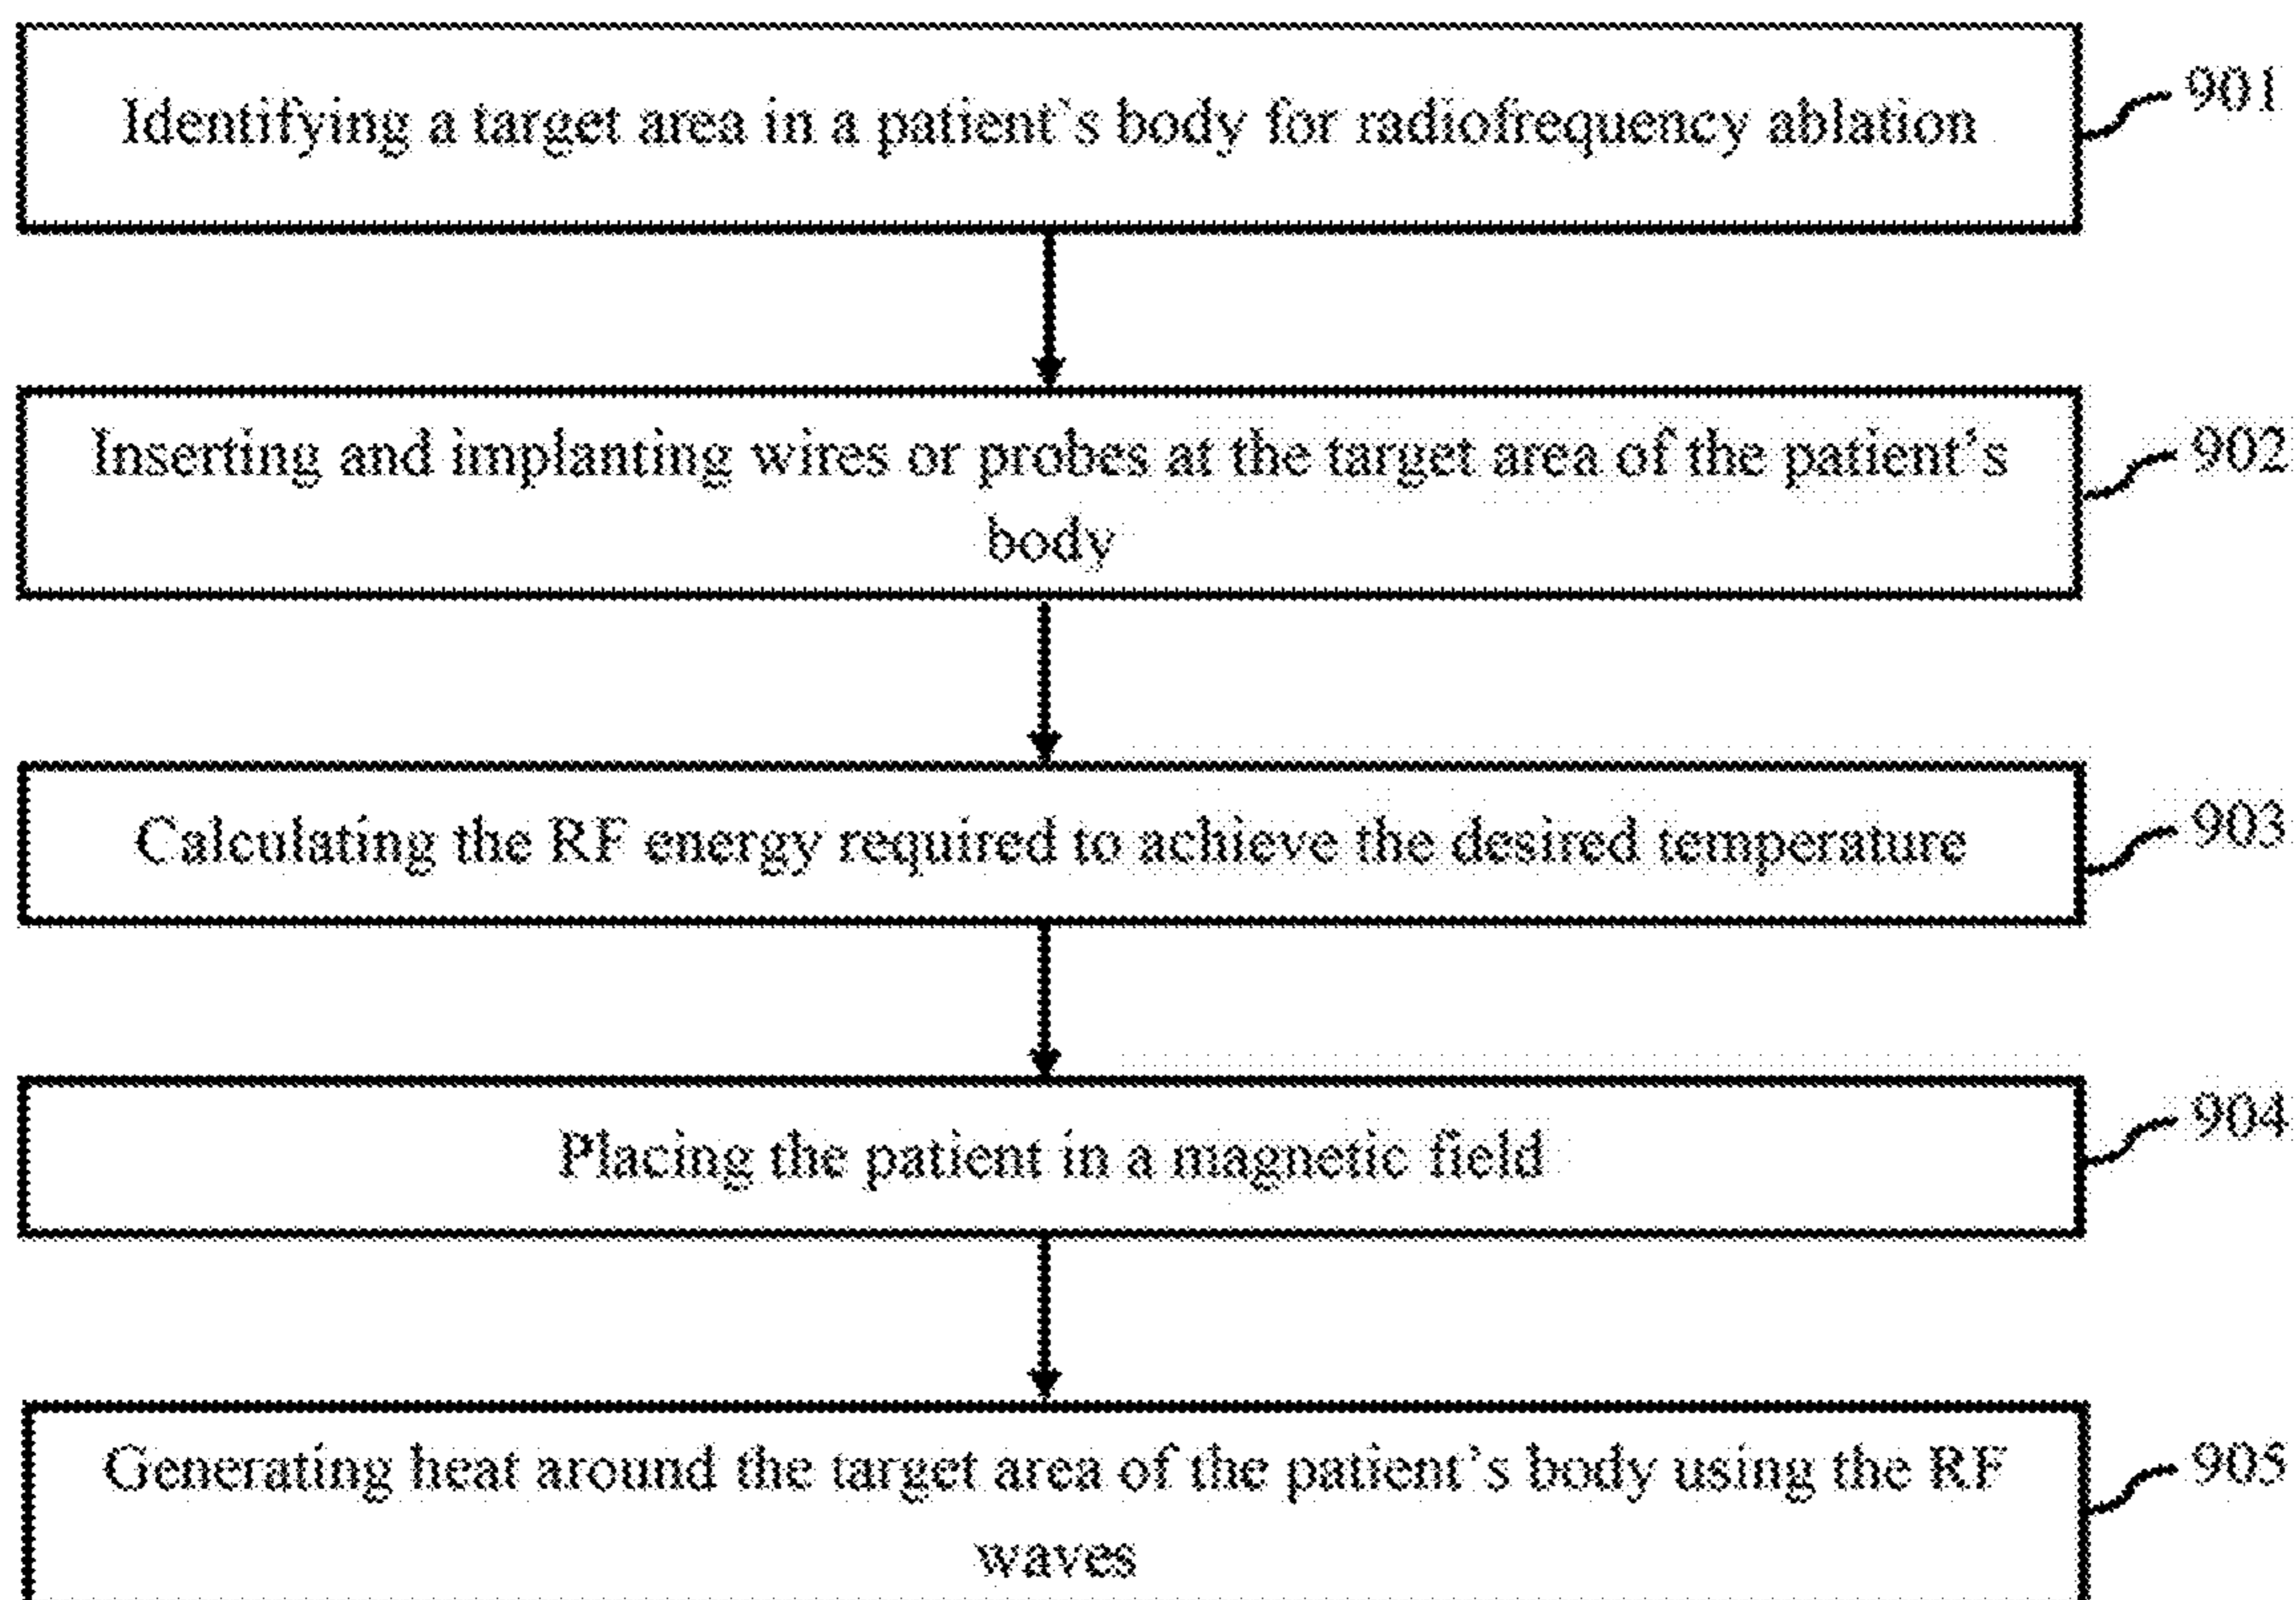 Identifying a target area in a patient's body for radiofrequency ablation
901
Inserting and implanting wires or probes at the target area of the patient's
body
902
Calculating the RF energy required to achieve the desired temperature
903
Placing the patient in a magnetic field
904
Generating heat around the target area of the patient's body using the RF
waves
905